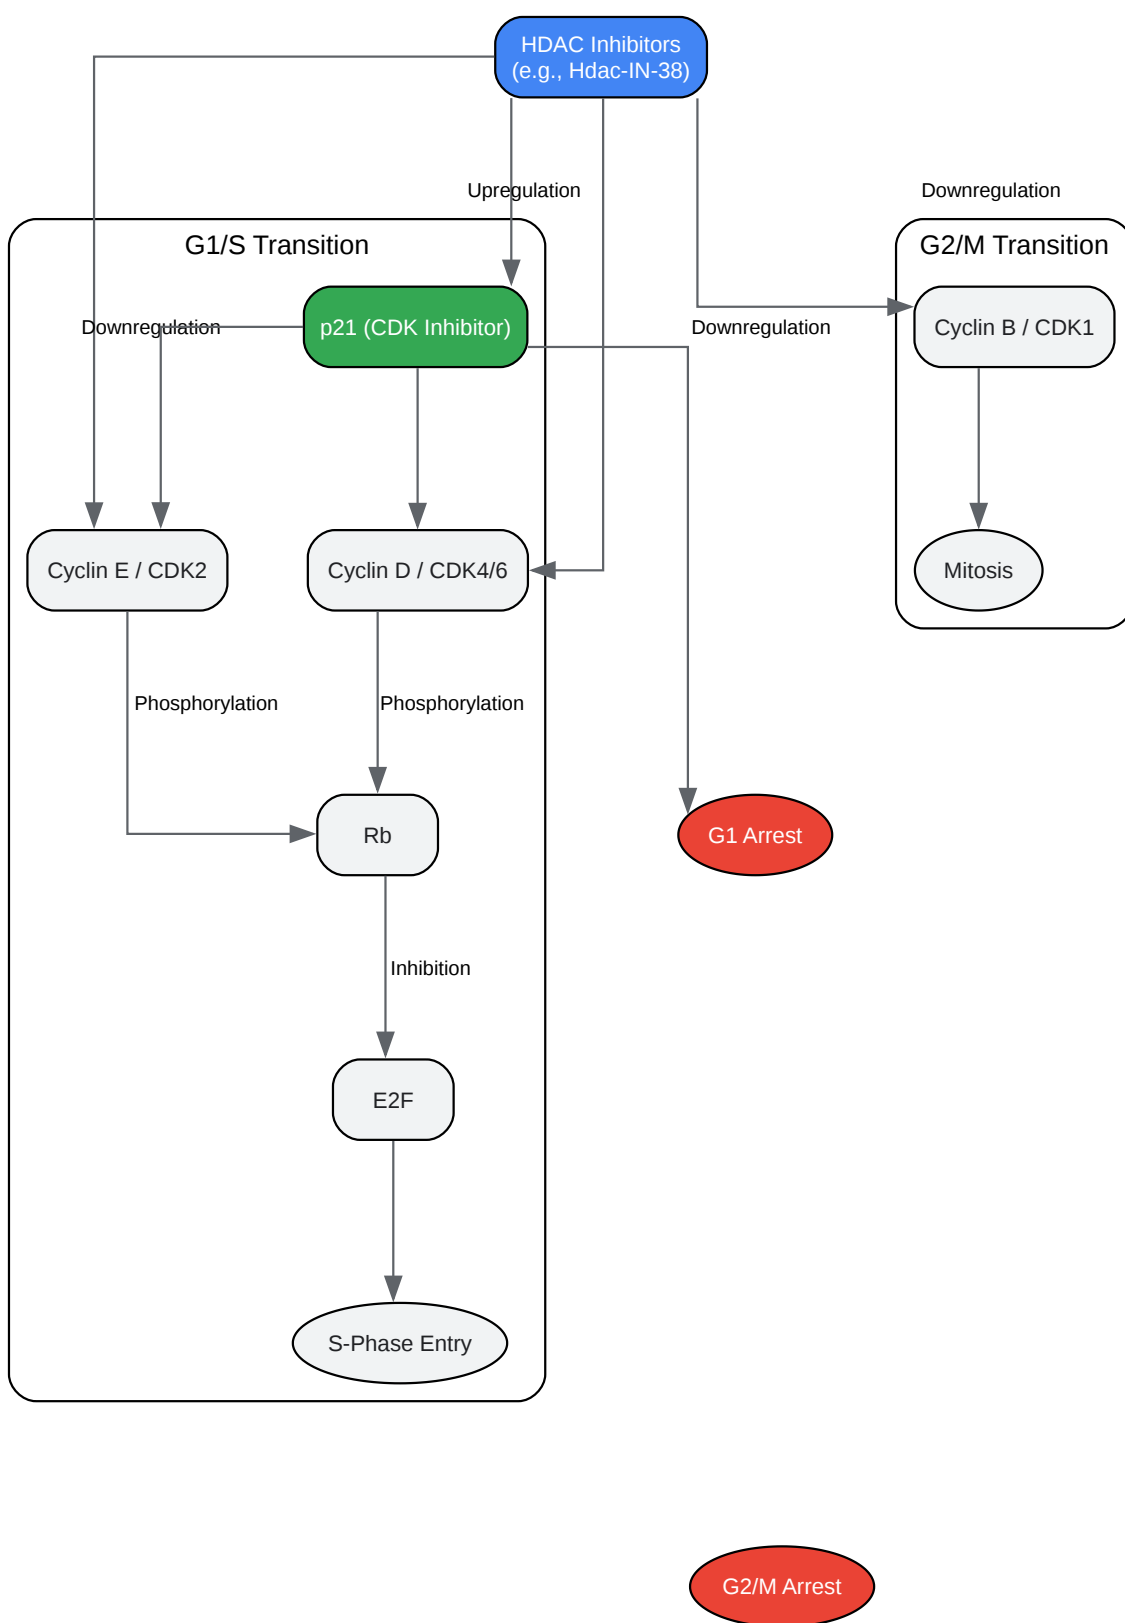 HDAC Inhibitors
(e.g., Hdac-IN-38)
Upregulation
Downregulation
G1/S Transition
G2/M Transition
Downregulation
p21 (CDK Inhibitor)
Downregulation
Cyclin B / CDK1
Cyclin E / CDK2
Cyclin D / CDK4/6
Mitosis
Phosphorylation
Phosphorylation
Rb
G1 Arrest
Inhibition
E2F
S-Phase Entry
G2/M Arrest